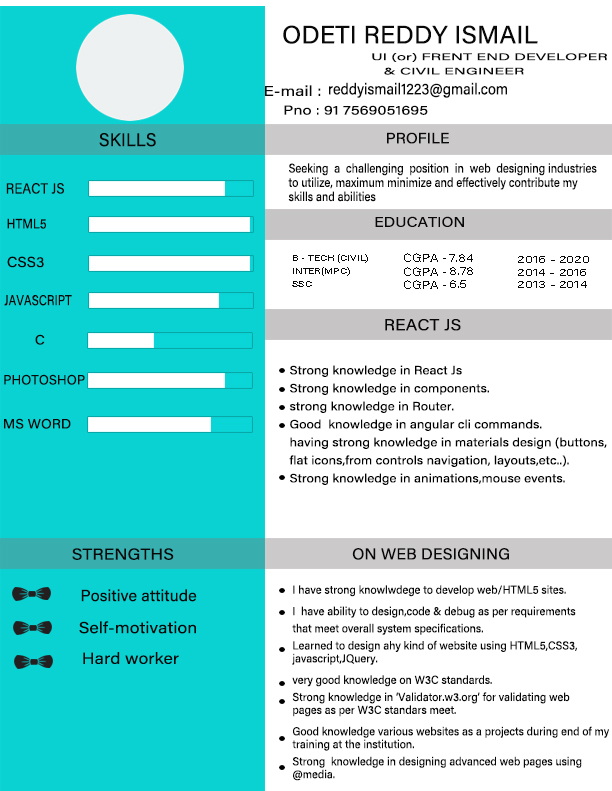 ODETI REDDY ISMAIL
UI (or) FRENT END DEVELOPER
& CIVIL ENGINEER
E-mail : reddyismail1223@gmail.com
Pno : 91 7569051695
SKILLS
REACT JS
HTML5
CSS3
JAVASCRIPT
C
PHOTOSHOP
MS WORD
STRENGTHS
Positive attitude
Self-motivation
Hard worker
PROFILE
Seeking a challenging position in web designing industries
to utilize, maximum minimize and effectively contribute my
skills and abilities
EDUCATION
B - TECH (CIVIL) CGPA - 7.84 2016 - 2020
INTER(MPC) CGPA - 8.78 2014 - 2016
SSC CGPA - 6.5 2013 - 2014
REACT JS
• Strong knowledge in React Js
• Strong knowledge in components.
• strong knowledge in Router.
• Good knowledge in angular cli commands.
having strong knowledge in materials design (buttons,
flat icons,from controls navigation, layouts,etc..).
• Strong knowledge in animations,mouse events.
ON WEB DESIGNING
• I have strong knowlwdege to develop web/HTML5 sites.
• I have ability to design,code & debug as per requirements
that meet overall system specifications.
• Learned to design ahy kind of website using HTML5,CSS3,
javascript,JQuery.
• very good knowledge on W3C standards.
• Strong knowledge in ‘Validator.w3.org’ for validating web
pages as per W3C standars meet.
• Good knowledge various websites as a projects during end of my
training at the institution.
• Strong knowledge in designing advanced web pages using
@media.